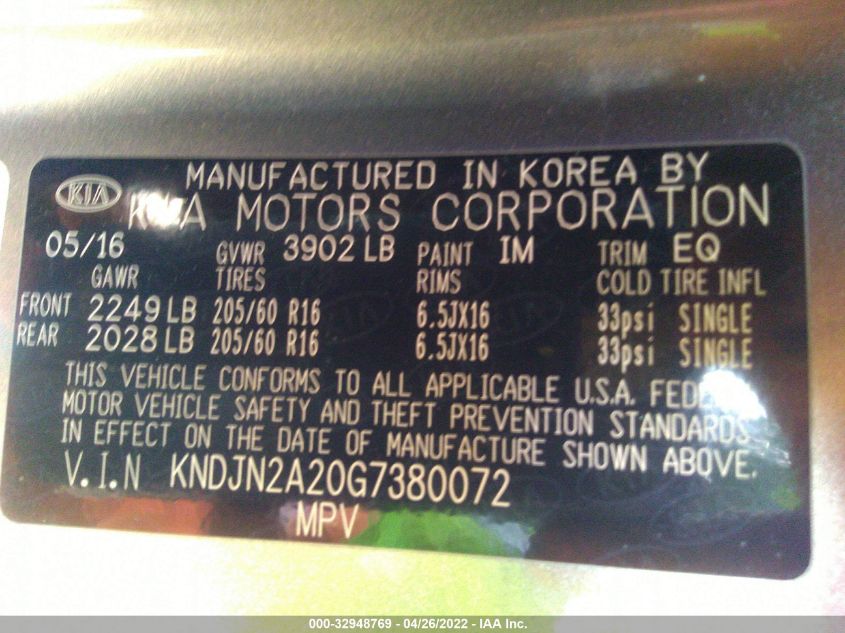 MANUFACTURED IN KOREA BY
KIA KIA MOTORS CORPORATION
05/16 GVWR 3902 LB PAINT IM TRIM EQ
GAWR TIRES RIMS COLD TIRE INFL
FRONT 2249 LB 205/60 R16 6.5JX16 33psi SINGLE
REAR 2028 LB 205/60 R16 6.5JX16 33psi SINGLE
THIS VEHICLE CONFORMS TO ALL APPLICABLE U.S.A.
MOTOR VEHICLE SAFETY AND THEFT PREVENTION STANDARDS
IN EFFECT ON THE DATE OF MANUFACTURE SHOWN ABOVE.
V.I.N KNDJN2A20G7380072
MPV
000-32948769 - 04/26/2022 - IAA Inc.